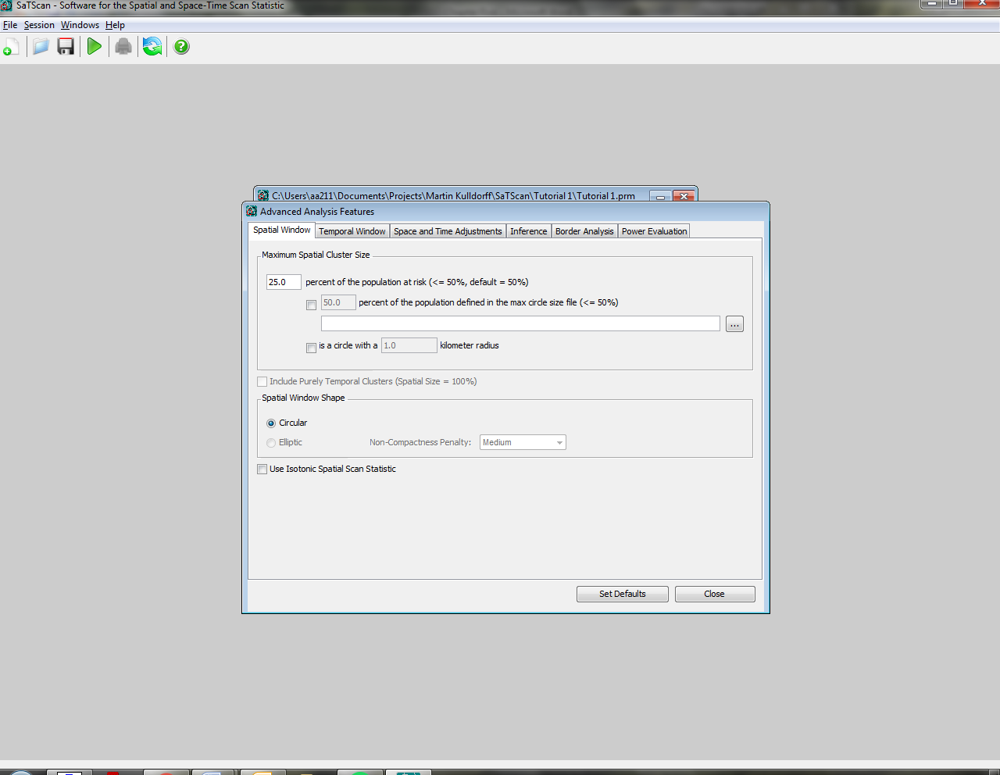 SaTScan - Software for the Spatial and Space-Time Scan Statistic
File Session Windows Help
C:\Users\aa211\Documents\Projects\Martin Kulldorff\SaTScan\Tutorial 1\Tutorial 1.prm
Advanced Analysis Features
Spatial Window Temporal Window Space and Time Adjustments Inference Border Analysis Power Evaluation
Maximum Spatial Cluster Size
25.0 percent of the population at risk (<= 50%, default = 50%)
50.0 percent of the population defined in the max circle size file (<= 50%)
...
is a circle with a 1.0 kilometer radius
Include Purely Temporal Clusters (Spatial Size = 100%)
Spatial Window Shape
Circular
Elliptic Non-Compactness Penalty: Medium
Use Isotonic Spatial Scan Statistic
Set Defaults Close